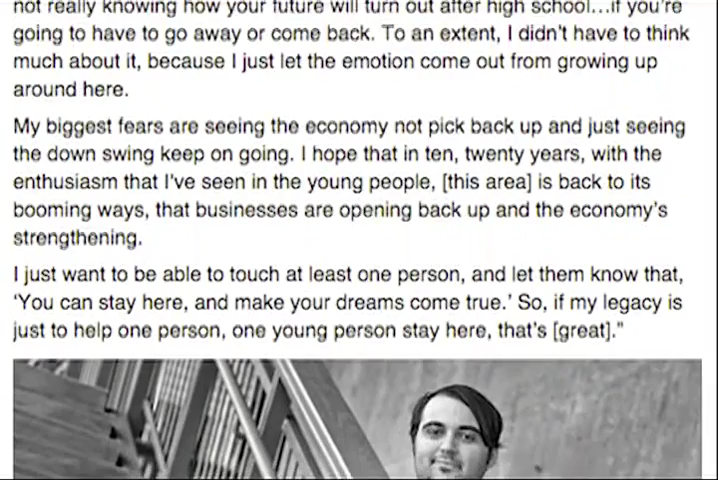 not really knowing how your future will turn out after high school...if you're
going to have to go away or come back. To an extent, I didn't have to think
much about it, because I just let the emotion come out from growing up
around here.
My biggest fears are seeing the economy not pick back up and just seeing
the down swing keep on going. I hope that in ten, twenty years, with the
enthusiasm that I've seen in the young people, [this area] is back to its
booming ways, that businesses are opening back up and the economy's
strengthening.
I just want to be able to touch at least one person, and let them know that,
'You can stay here, and make your dreams come true.' So, if my legacy is
just to help one person, one young person stay here, that's [great]."